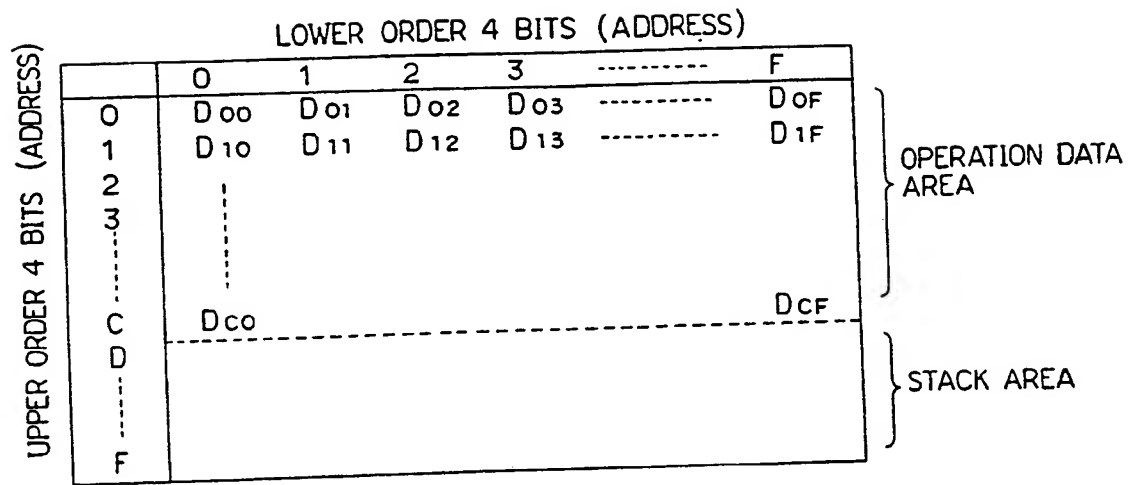 LOWER ORDER 4 BITS (ADDRESS)
UPPER ORDER 4 BITS (ADDRESS)
0 1 2 3 ---------- F
0 D00 D01 D02 D03 ---------- D0F
1 D10 D11 D12 D13 ---------- D1F
2
3
C DC0 DCF
D
F
OPERATION DATA
AREA
STACK AREA